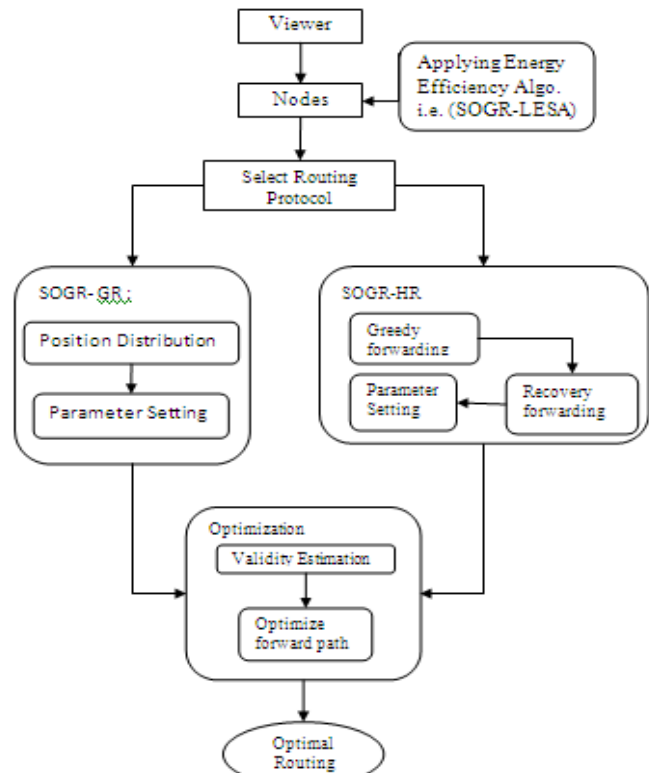 Viewer
Applying Energy
Efficiency Algo.
i.e. (SOGR-LESA)
Nodes
Select Routing
Protocol
SOGR- GR :
Position Distribution
Parameter Setting
SOGR-HR
Greedy
forwarding
Parameter
Setting
Recovery
forwarding
Optimization
Validity Estimation
Optimize
forward path
Optimal
Routing